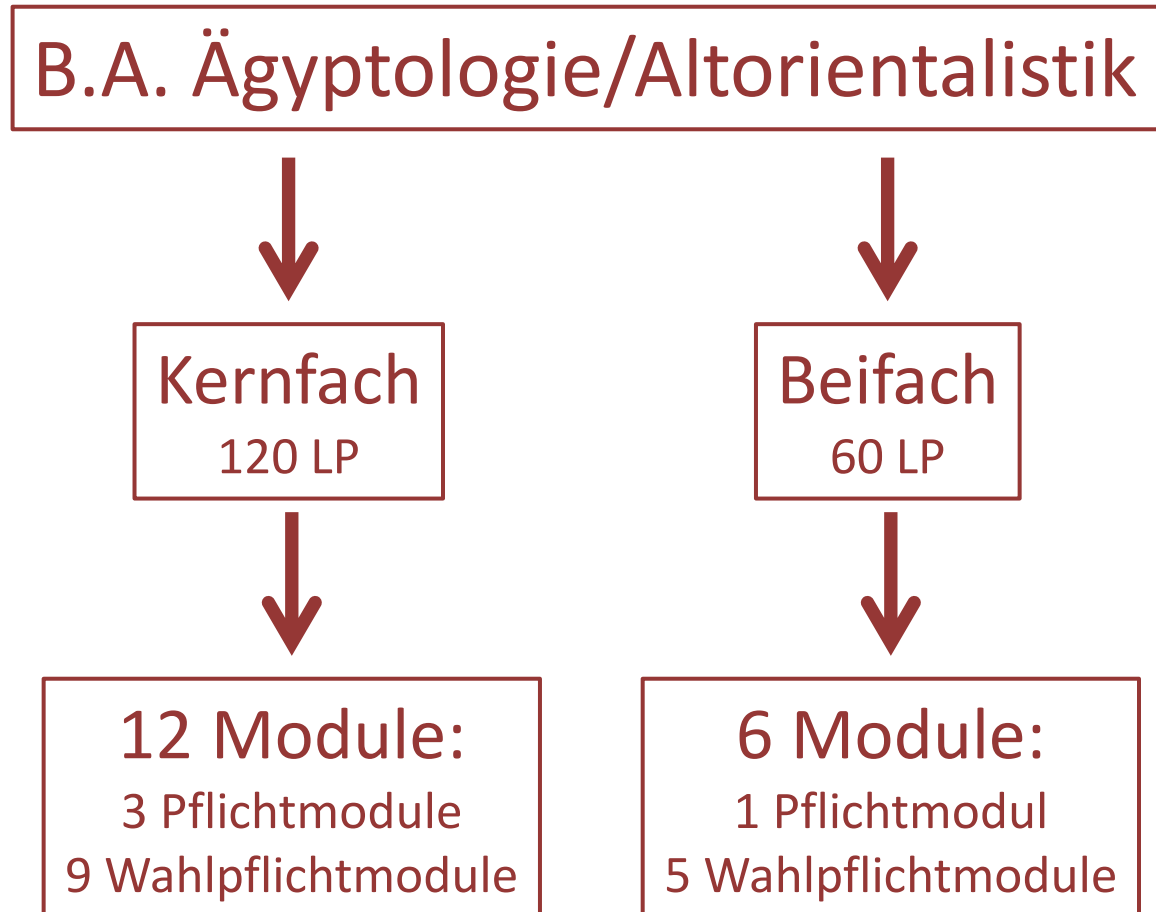 B.A. Ägyptologie/Altorientalistik
Kernfach
120 LP
Beifach
60 LP
12 Module:
3 Pflichtmodule
9 Wahlpflichtmodule
6 Module:
1 Pflichtmodul
5 Wahlpflichtmodule